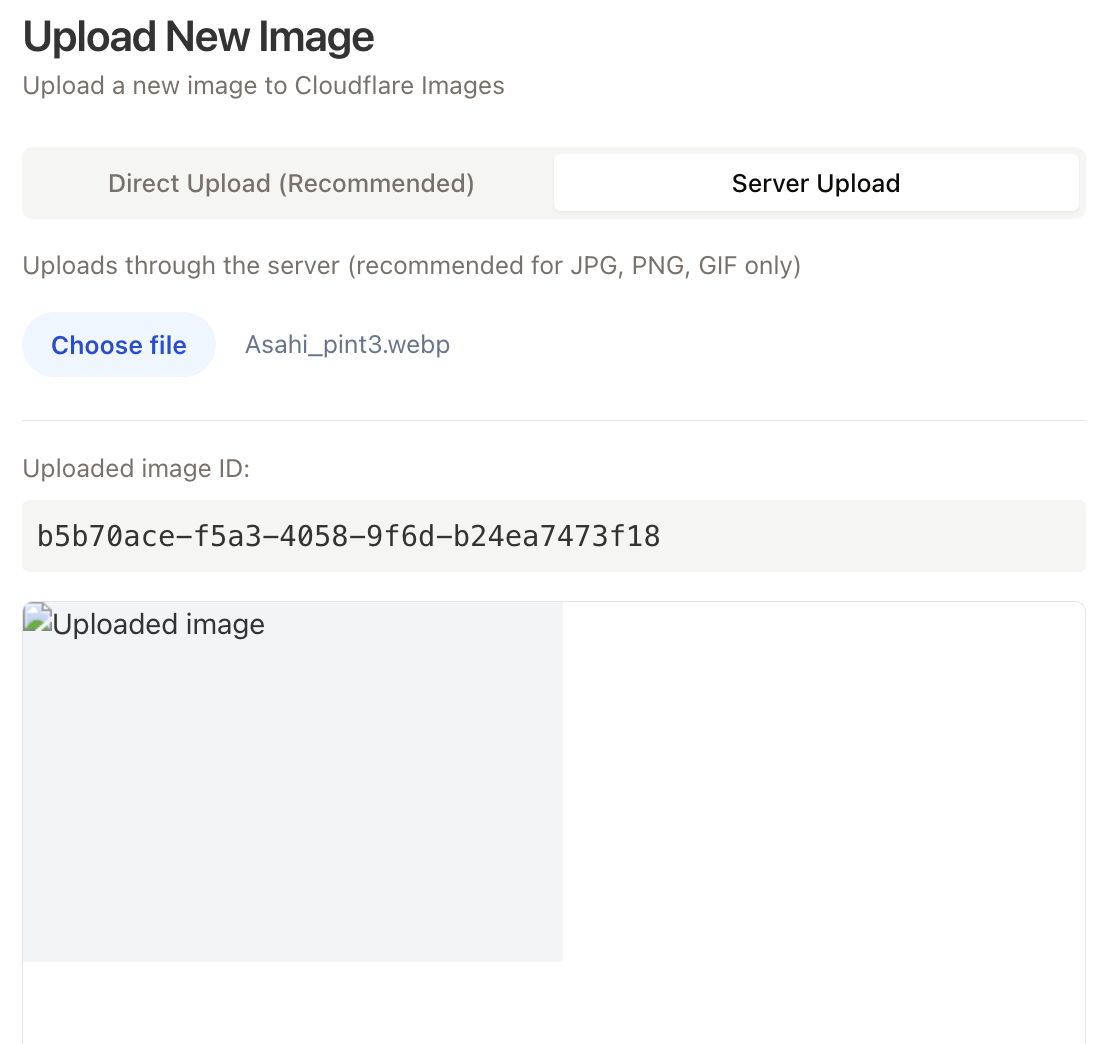 Upload New Image
Upload a new image to Cloudflare Images
Direct Upload (Recommended)
Server Upload
Uploads through the server (recommended for JPG, PNG, GIF only)
Choose file
Asahi_pint3.webp
Uploaded image ID:
b5b70ace-f5a3-4058-9f6d-b24ea7473f18
Uploaded image